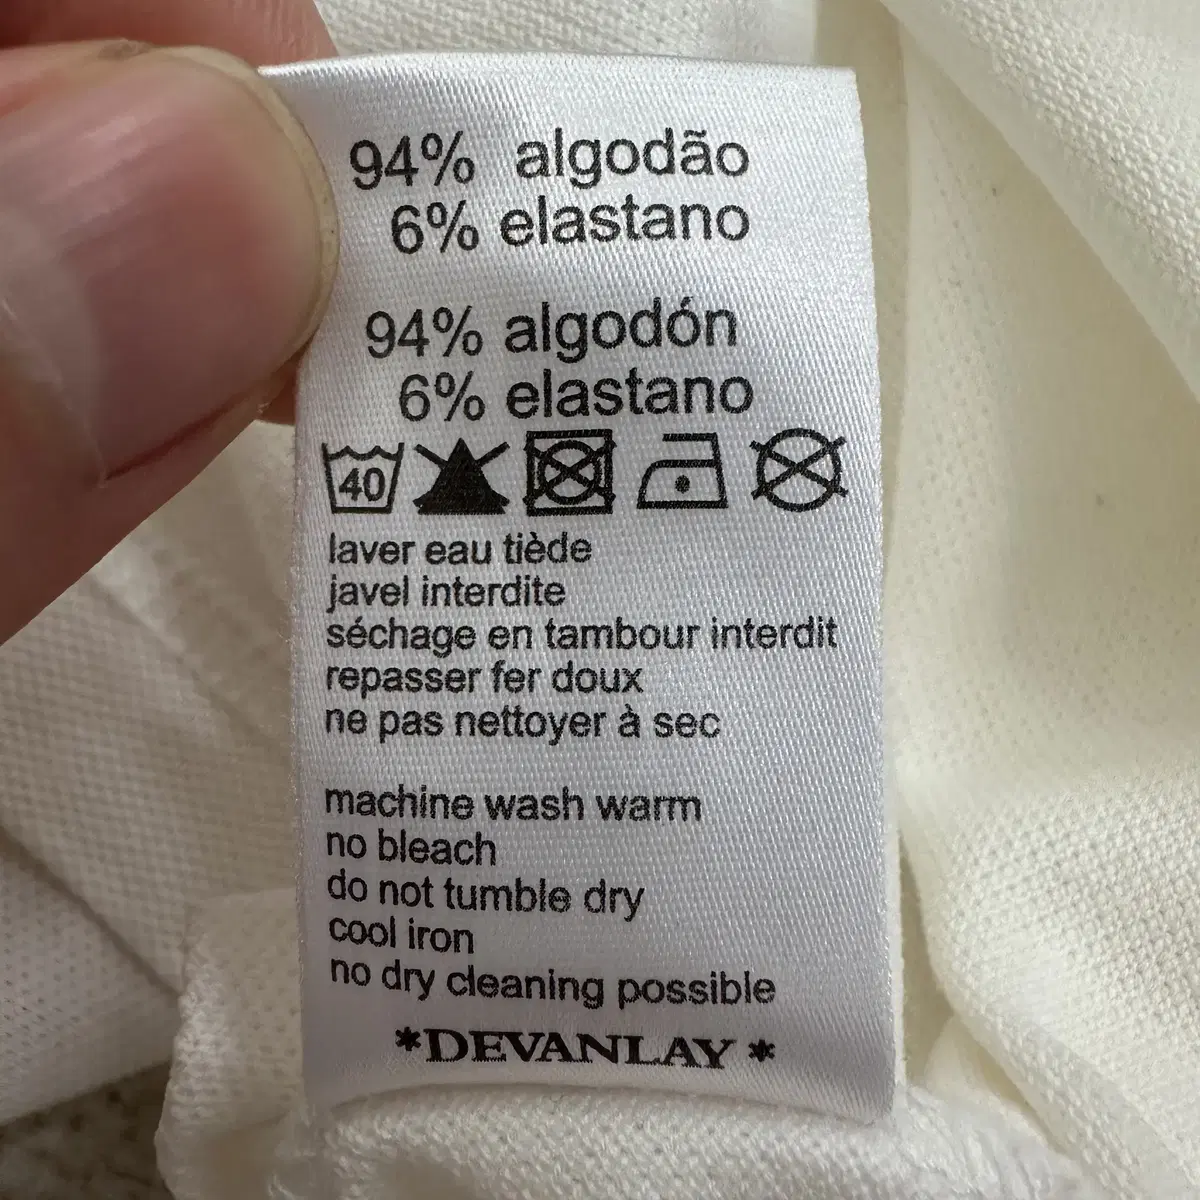 94% algodão
6% elastano
94% algodón
6% elastano
40
laver eau tiède
javel interdite
séchage en tambour interdit
repasser fer doux
ne pas nettoyer à sec
machine wash warm
no bleach
do not tumble dry
cool iron
no dry cleaning possible
*DEVANLAY *